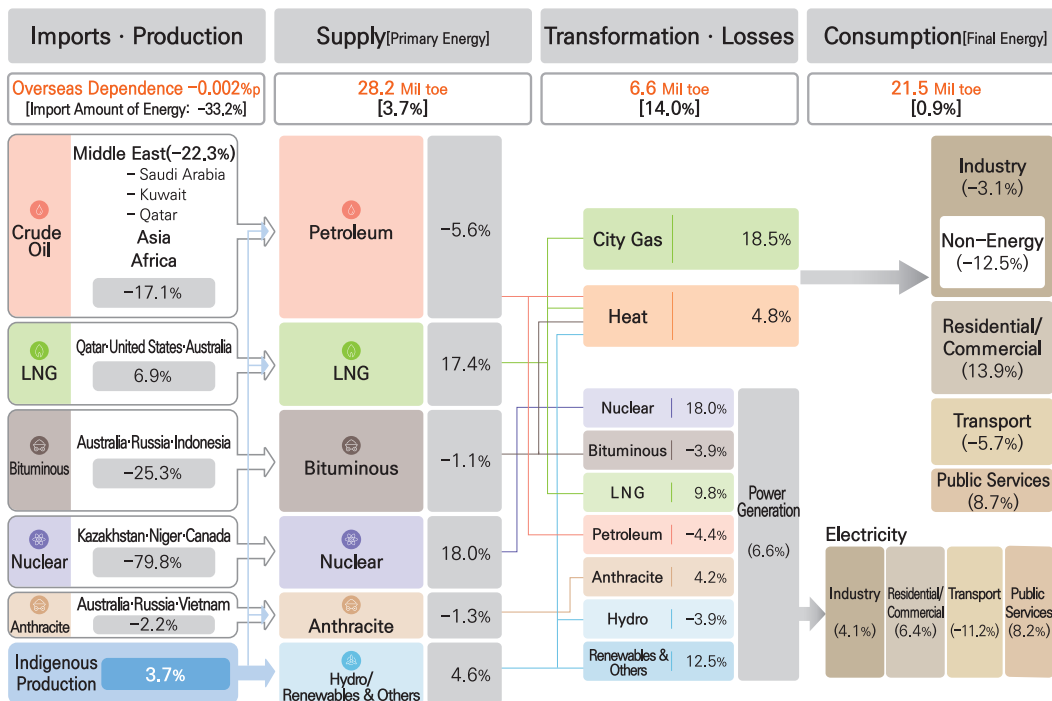 Imports · Production
Supply[Primary Energy]
Transformation · Losses
Consumption[Final Energy]
Overseas Dependence -0.002%p
[Import Amount of Energy: -33.2%]
28.2 Mil toe
[3.7%]
6.6 Mil toe
[14.0%]
21.5 Mil toe
[0.9%]
Crude
Oil
Middle East(-22.3%)
- Saudi Arabia
- Kuwait
- Qatar
Asia
Africa
-17.1%
LNG
Qatar·United States·Australia
6.9%
Bituminous
Australia·Russia·Indonesia
-25.3%
Nuclear
Kazakhstan·Niger·Canada
-79.8%
Anthracite
Australia·Russia·Vietnam
-2.2%
Indigenous
Production
3.7%
Petroleum
-5.6%
LNG
17.4%
Bituminous
-1.1%
Nuclear
18.0%
Anthracite
-1.3%
Hydro/
Renewables & Others
4.6%
City Gas
18.5%
Heat
4.8%
Nuclear
18.0%
Bituminous
-3.9%
LNG
9.8%
Petroleum
-4.4%
Anthracite
4.2%
Hydro
-3.9%
Renewables &
Others
12.5%
Power
Generation
(6.6%)
Industry
(-3.1%)
Non-Energy
(-12.5%)
Residential/
Commercial
(13.9%)
Transport
(-5.7%)
Public Services
(8.7%)
Electricity
Industry
(4.1%)
Residential/
Commercial
(6.4%)
Transport
(-11.2%)
Public
Services
(8.2%)